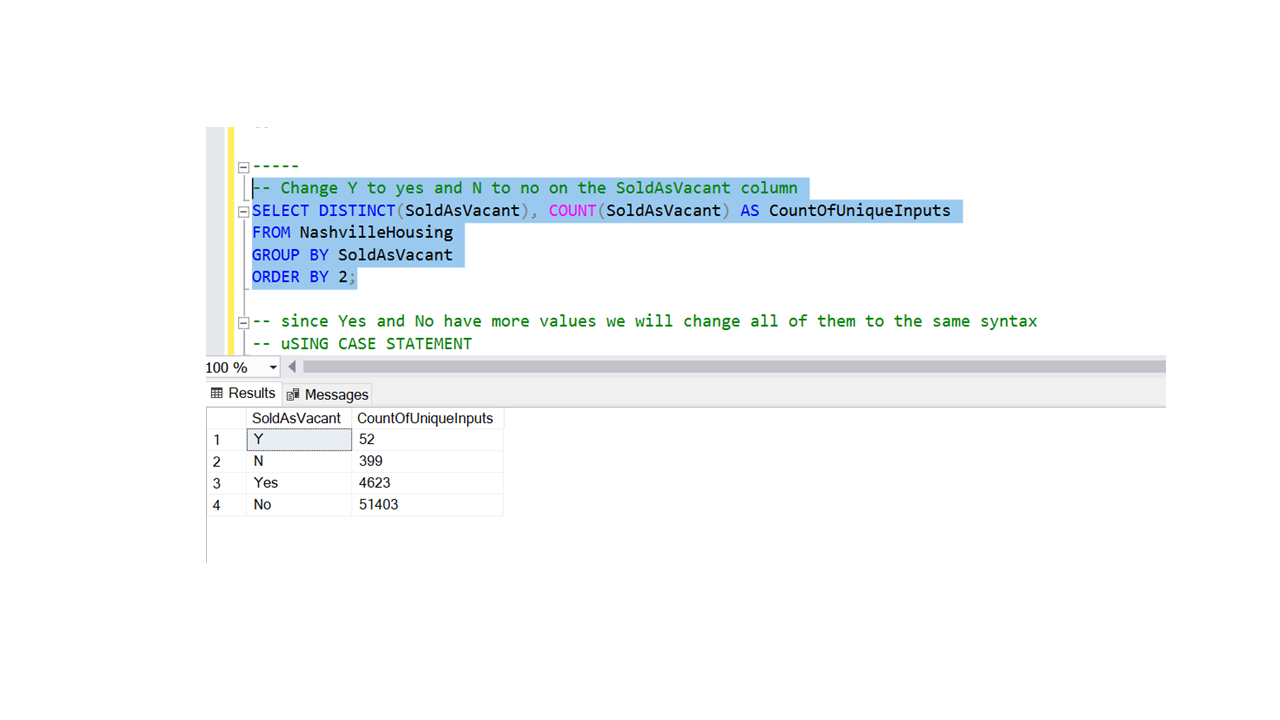 -----
-- Change Y to yes and N to no on the SoldAsVacant column
SELECT DISTINCT(SoldAsVacant), COUNT(SoldAsVacant) AS CountOfUniqueInputs
FROM NashvilleHousing
GROUP BY SoldAsVacant
ORDER BY 2;
-- since Yes and No have more values we will change all of them to the same syntax
-- uSING CASE STATEMENT
100 %
Results Messages
SoldAsVacant CountOfUniqueInputs
1 Y 52
2 N 399
3 Yes 4623
4 No 51403